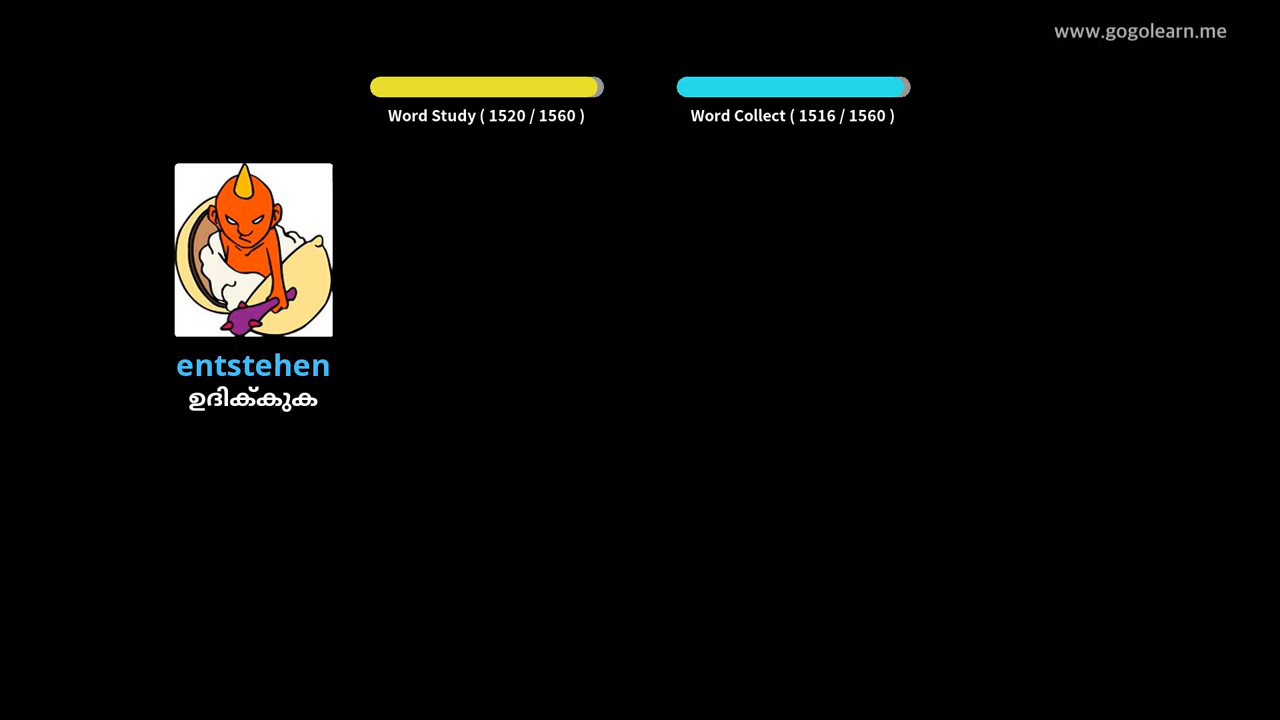 www.gogolearn.me
Word Study ( 1520 / 1560 )
Word Collect ( 1516 / 1560 )
entstehen
ഉദിക്കുക